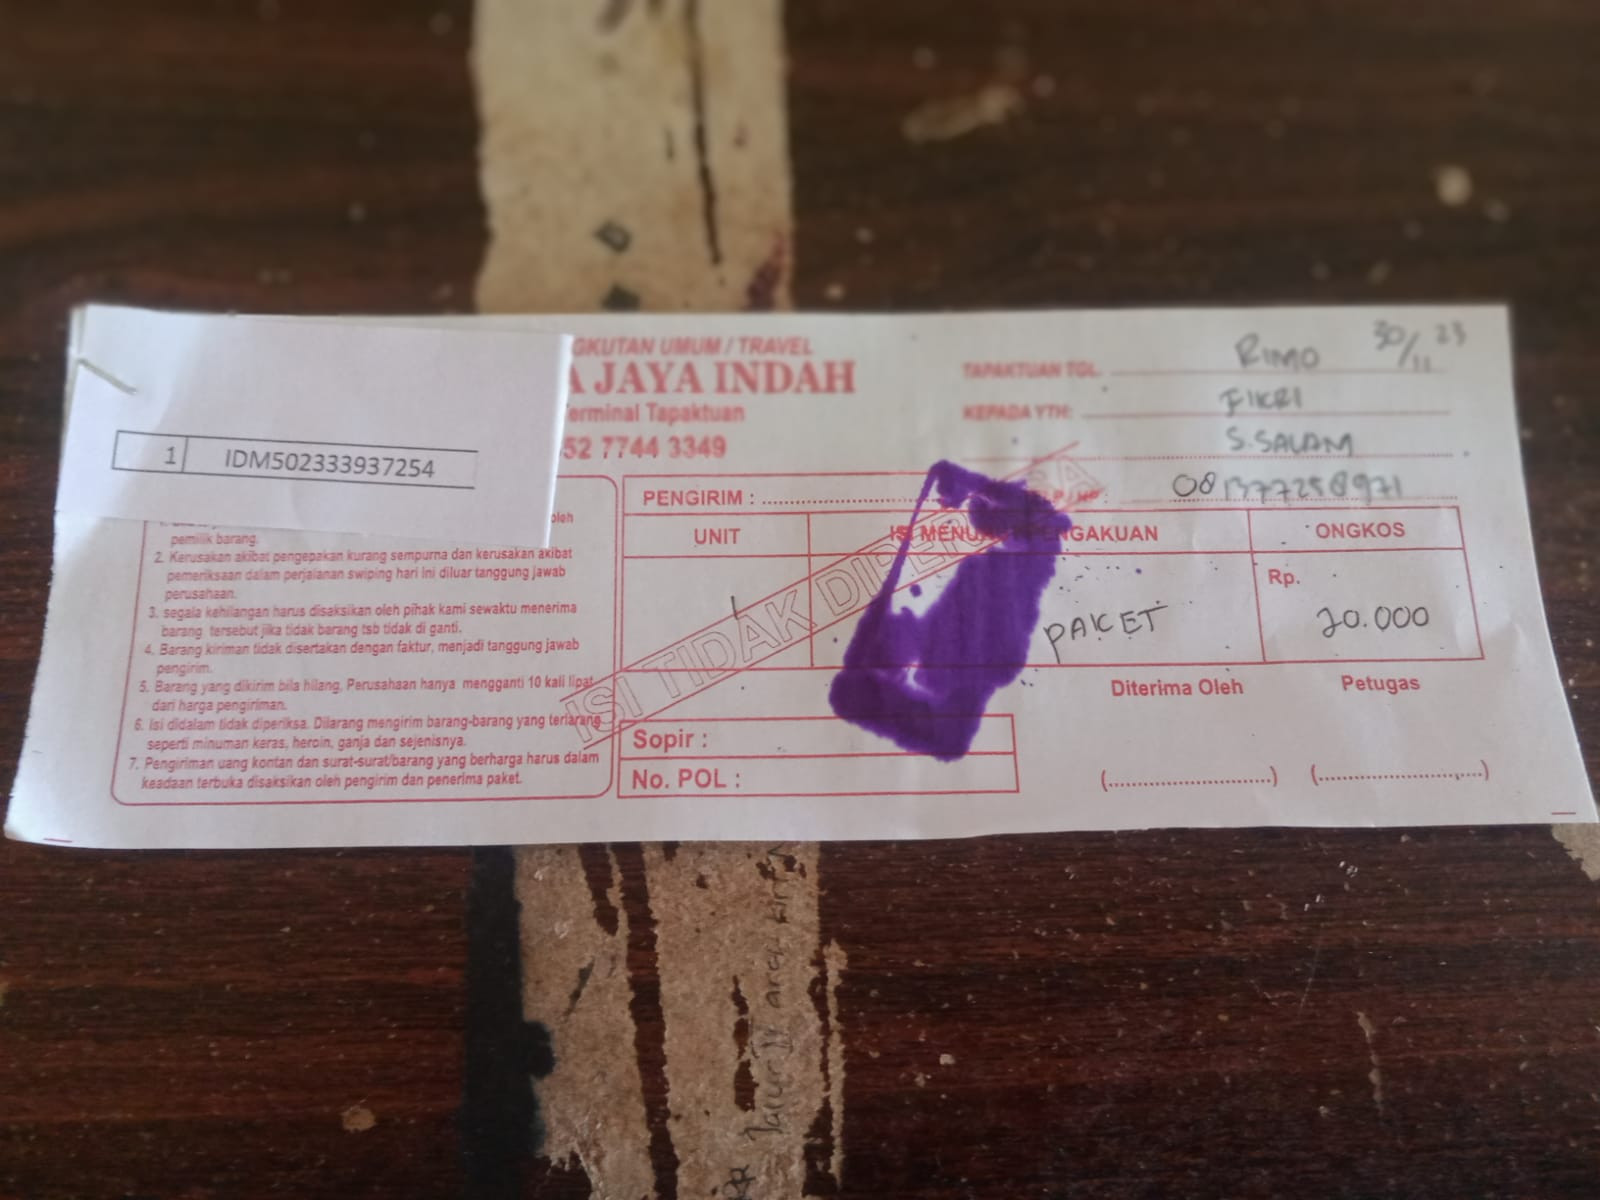 1 IDM502333937254
GKUTAN UMUM / TRAVEL
A JAYA INDAH
Terminal Tapaktuan
52 7744 3349
RIMO 30/11 23
TAPAKTUAN TGL.
KEPADA YTH: FIKRI
S.SALAM
081377258971
oleh
pemilik barang.
2. Kerusakan akibat pengepakan kurang sempurna dan kerusakan akibat
pemeriksaan dalam perjalanan swiping hari ini diluar tanggung jawab
perusahaan.
3. segala kehilangan harus disaksikan oleh pihak kami sewaktu menerima
barang tersebut jika tidak barang tsb tidak di ganti.
4. Barang kiriman tidak disertakan dengan faktur, menjadi tanggung jawab
pengirim.
5. Barang yang dikirim bila hilang, Perusahaan hanya mengganti 10 kali lipat
dari harga pengiriman.
6. Isi didalam tidak diperiksa. Dilarang mengirim barang-barang yang terlarang
seperti minuman keras, heroin, ganja dan sejenisnya.
7. Pengiriman uang kontan dan surat-surat/barang yang berharga harus dalam
keadaan terbuka disaksikan oleh pengirim dan penerima paket.
PENGIRIM :
UNIT ISI MENU PENGAKUAN ONGKOS
Rp.
1 PAKET 20.000
ISI TIDAK DIPER SA
Diterima Oleh Petugas
Sopir :
No. POL :
(....................) (....................)